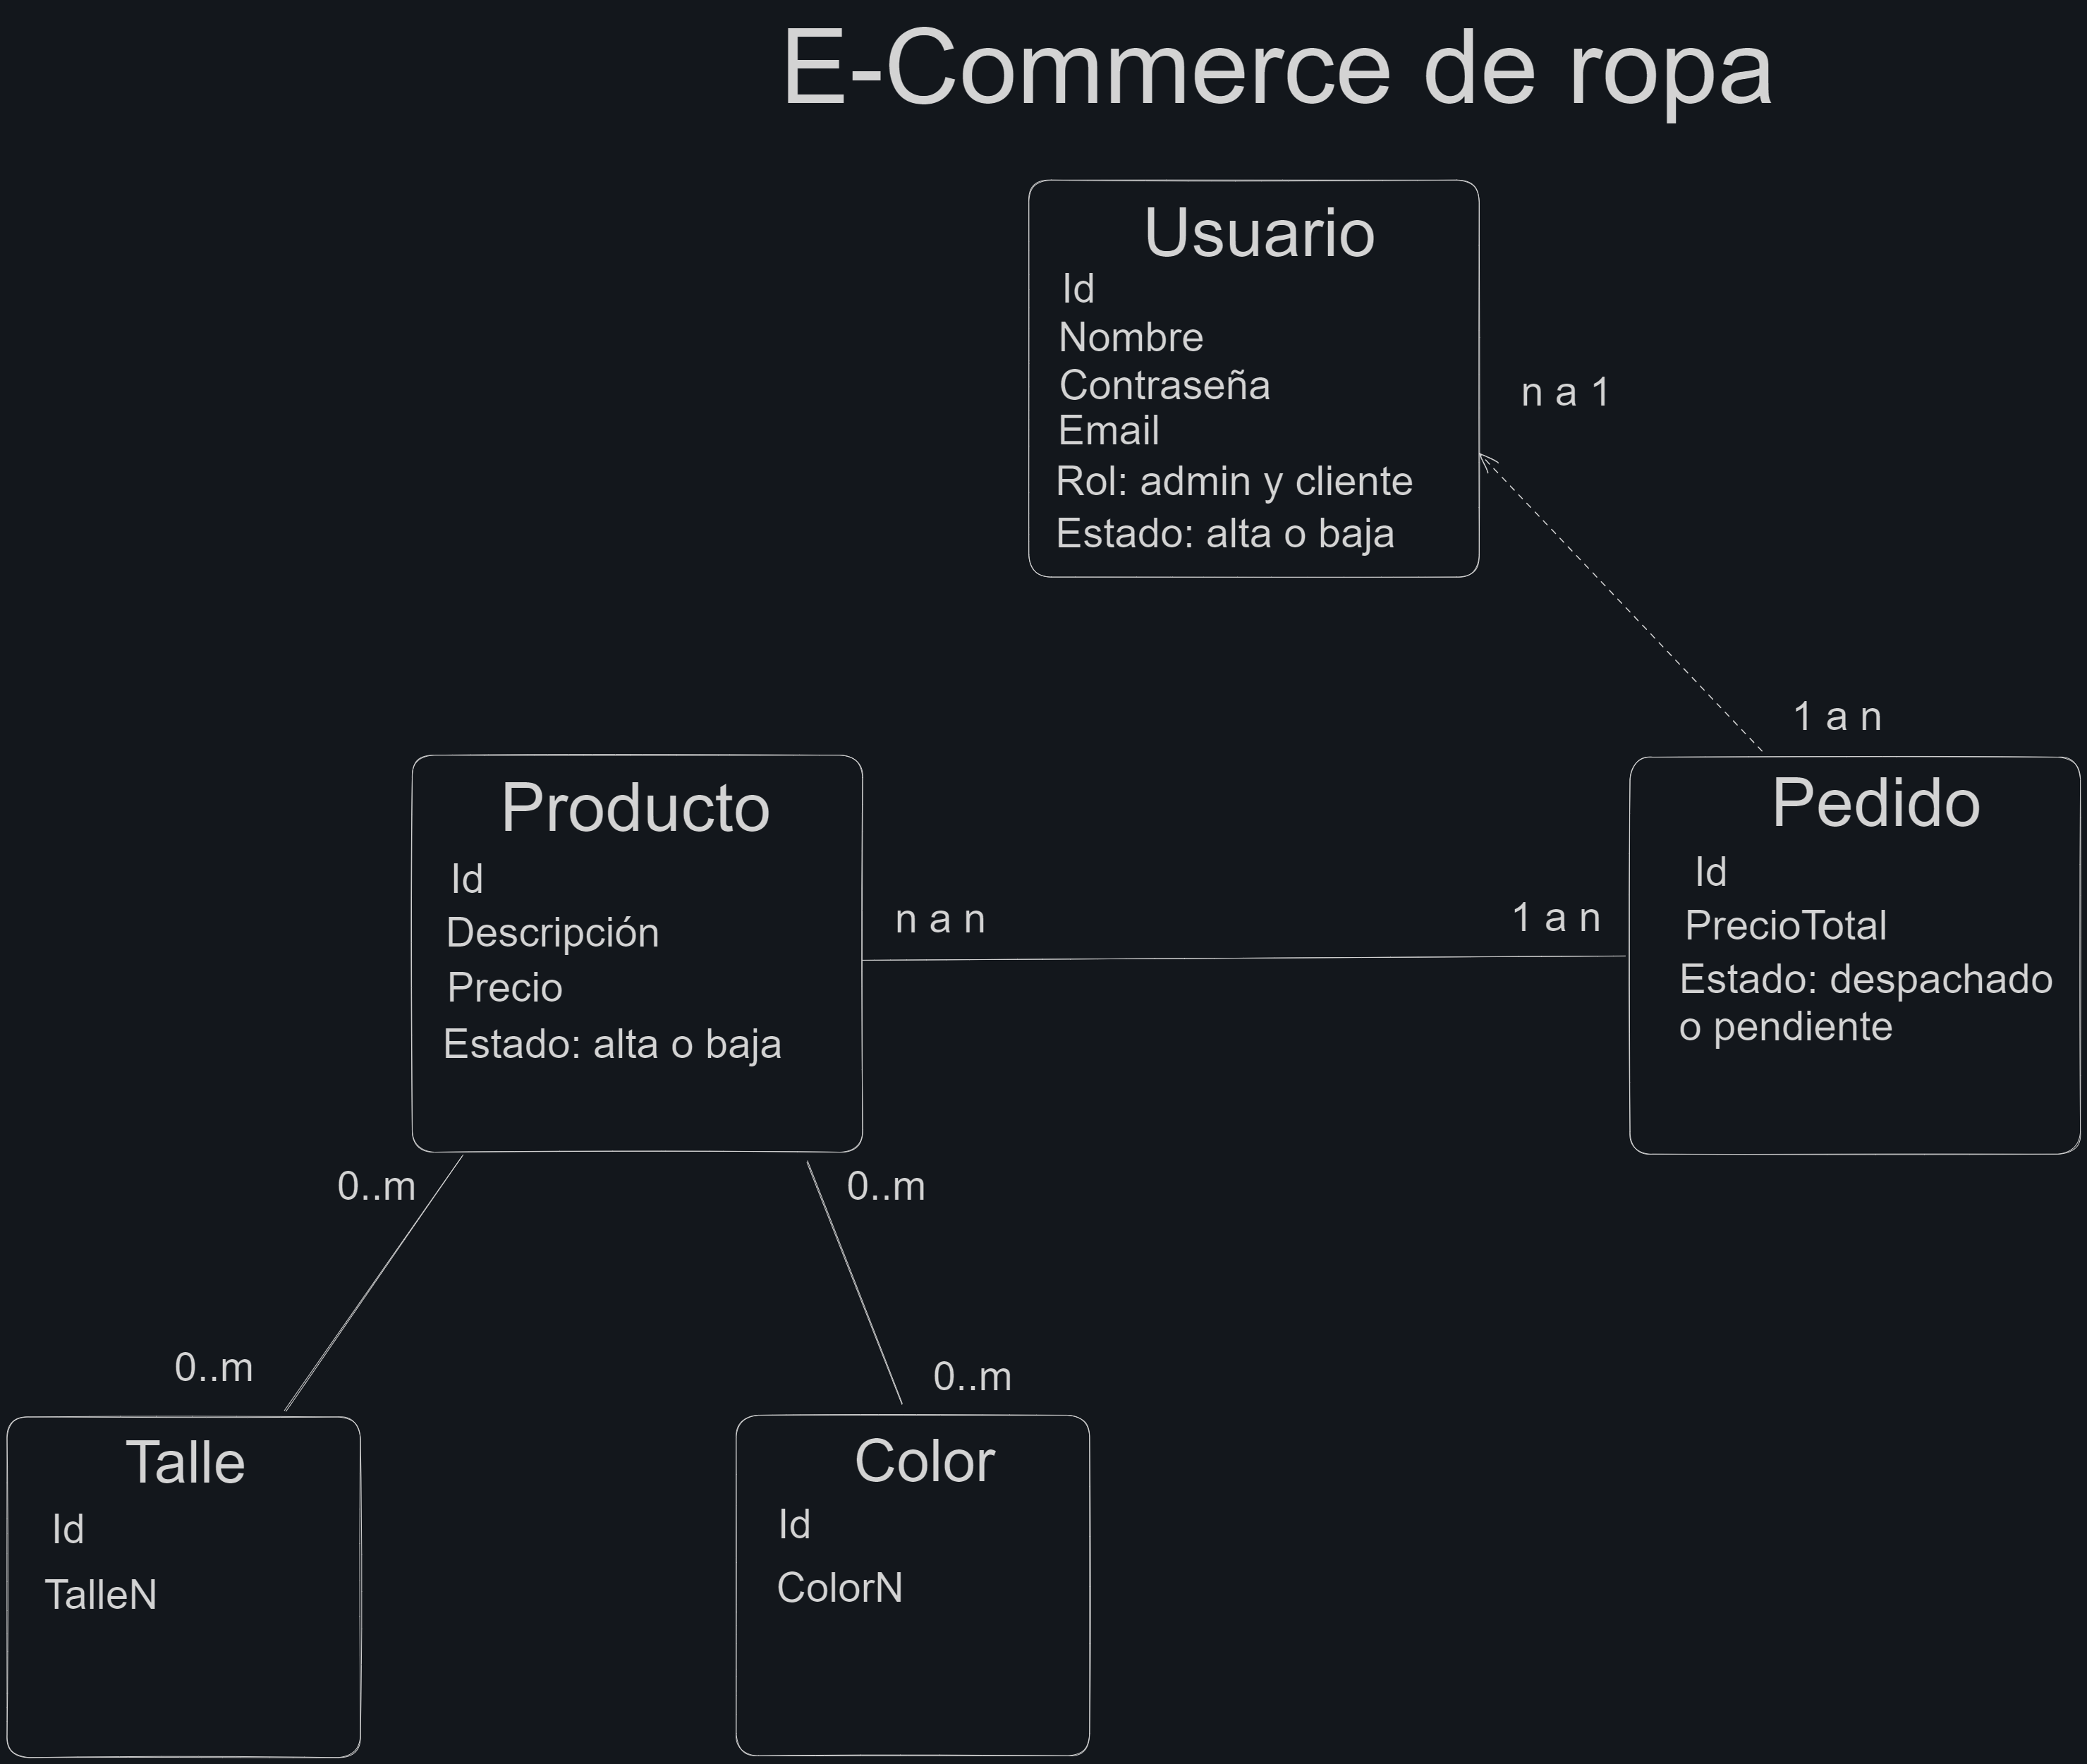 E-Commerce de ropa
Usuario
Id
Nombre
Contraseña
Email
Rol: admin y cliente
Estado: alta o baja
n a 1
1 a n
Producto
Id
Descripción
Precio
Estado: alta o baja
n a n
1 a n
Pedido
Id
PrecioTotal
Estado: despachado
o pendiente
0..m
0..m
0..m
0..m
Talle
Id
TalleN
Color
Id
ColorN